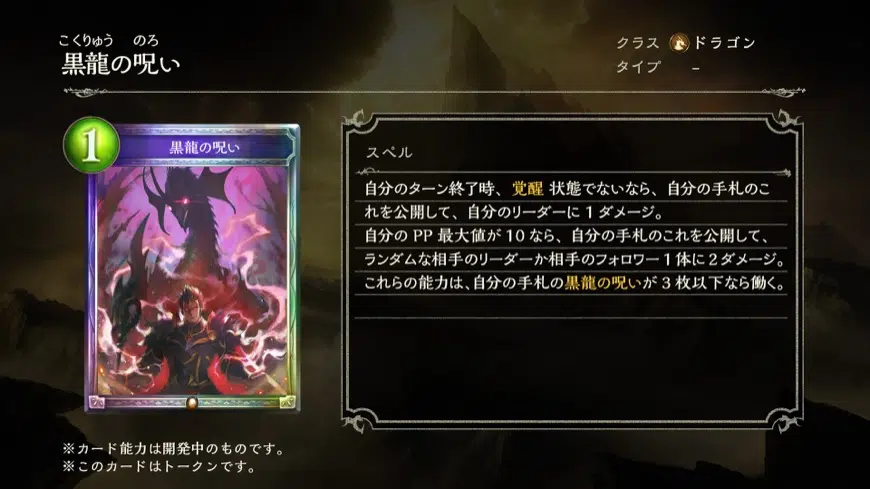 こくりゅう のろ
黒龍の呪い
クラス ドラゴン
タイプ －
1
黒龍の呪い
スペル
自分のターン終了時、覚醒 状態でないなら、自分の手札のこ
れを公開して、自分のリーダーに 1 ダメージ。
自分の PP 最大値が 10 なら、自分の手札のこれを公開して、
ランダムな相手のリーダーか相手のフォロワー 1 体に 2 ダメージ。
これらの能力は、自分の手札の黒龍の呪いが 3 枚以下なら働く。
※カード能力は開発中のものです。
※このカードはトークンです。